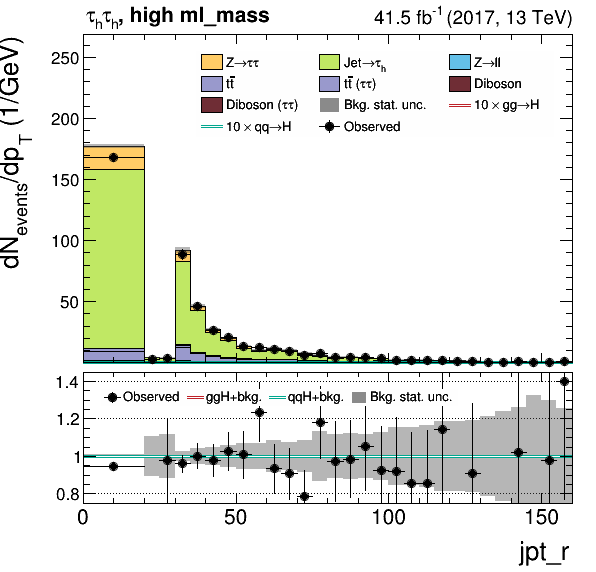 τhτh, high ml_mass 41.5 fb⁻¹ (2017, 13 TeV)
dNevents/dpT (1/GeV)
250
200
150
100
50
Z→ττ Jet→τh Z→ll
tt̄ tt̄ (ττ) Diboson
Diboson (ττ) Bkg. stat. unc. 10 × gg→H
10 × qq→H Observed
1.4
1.2
1
0.8
Observed ggH+bkg. qqH+bkg. Bkg. stat. unc.
0 50 100 150
jpt_r